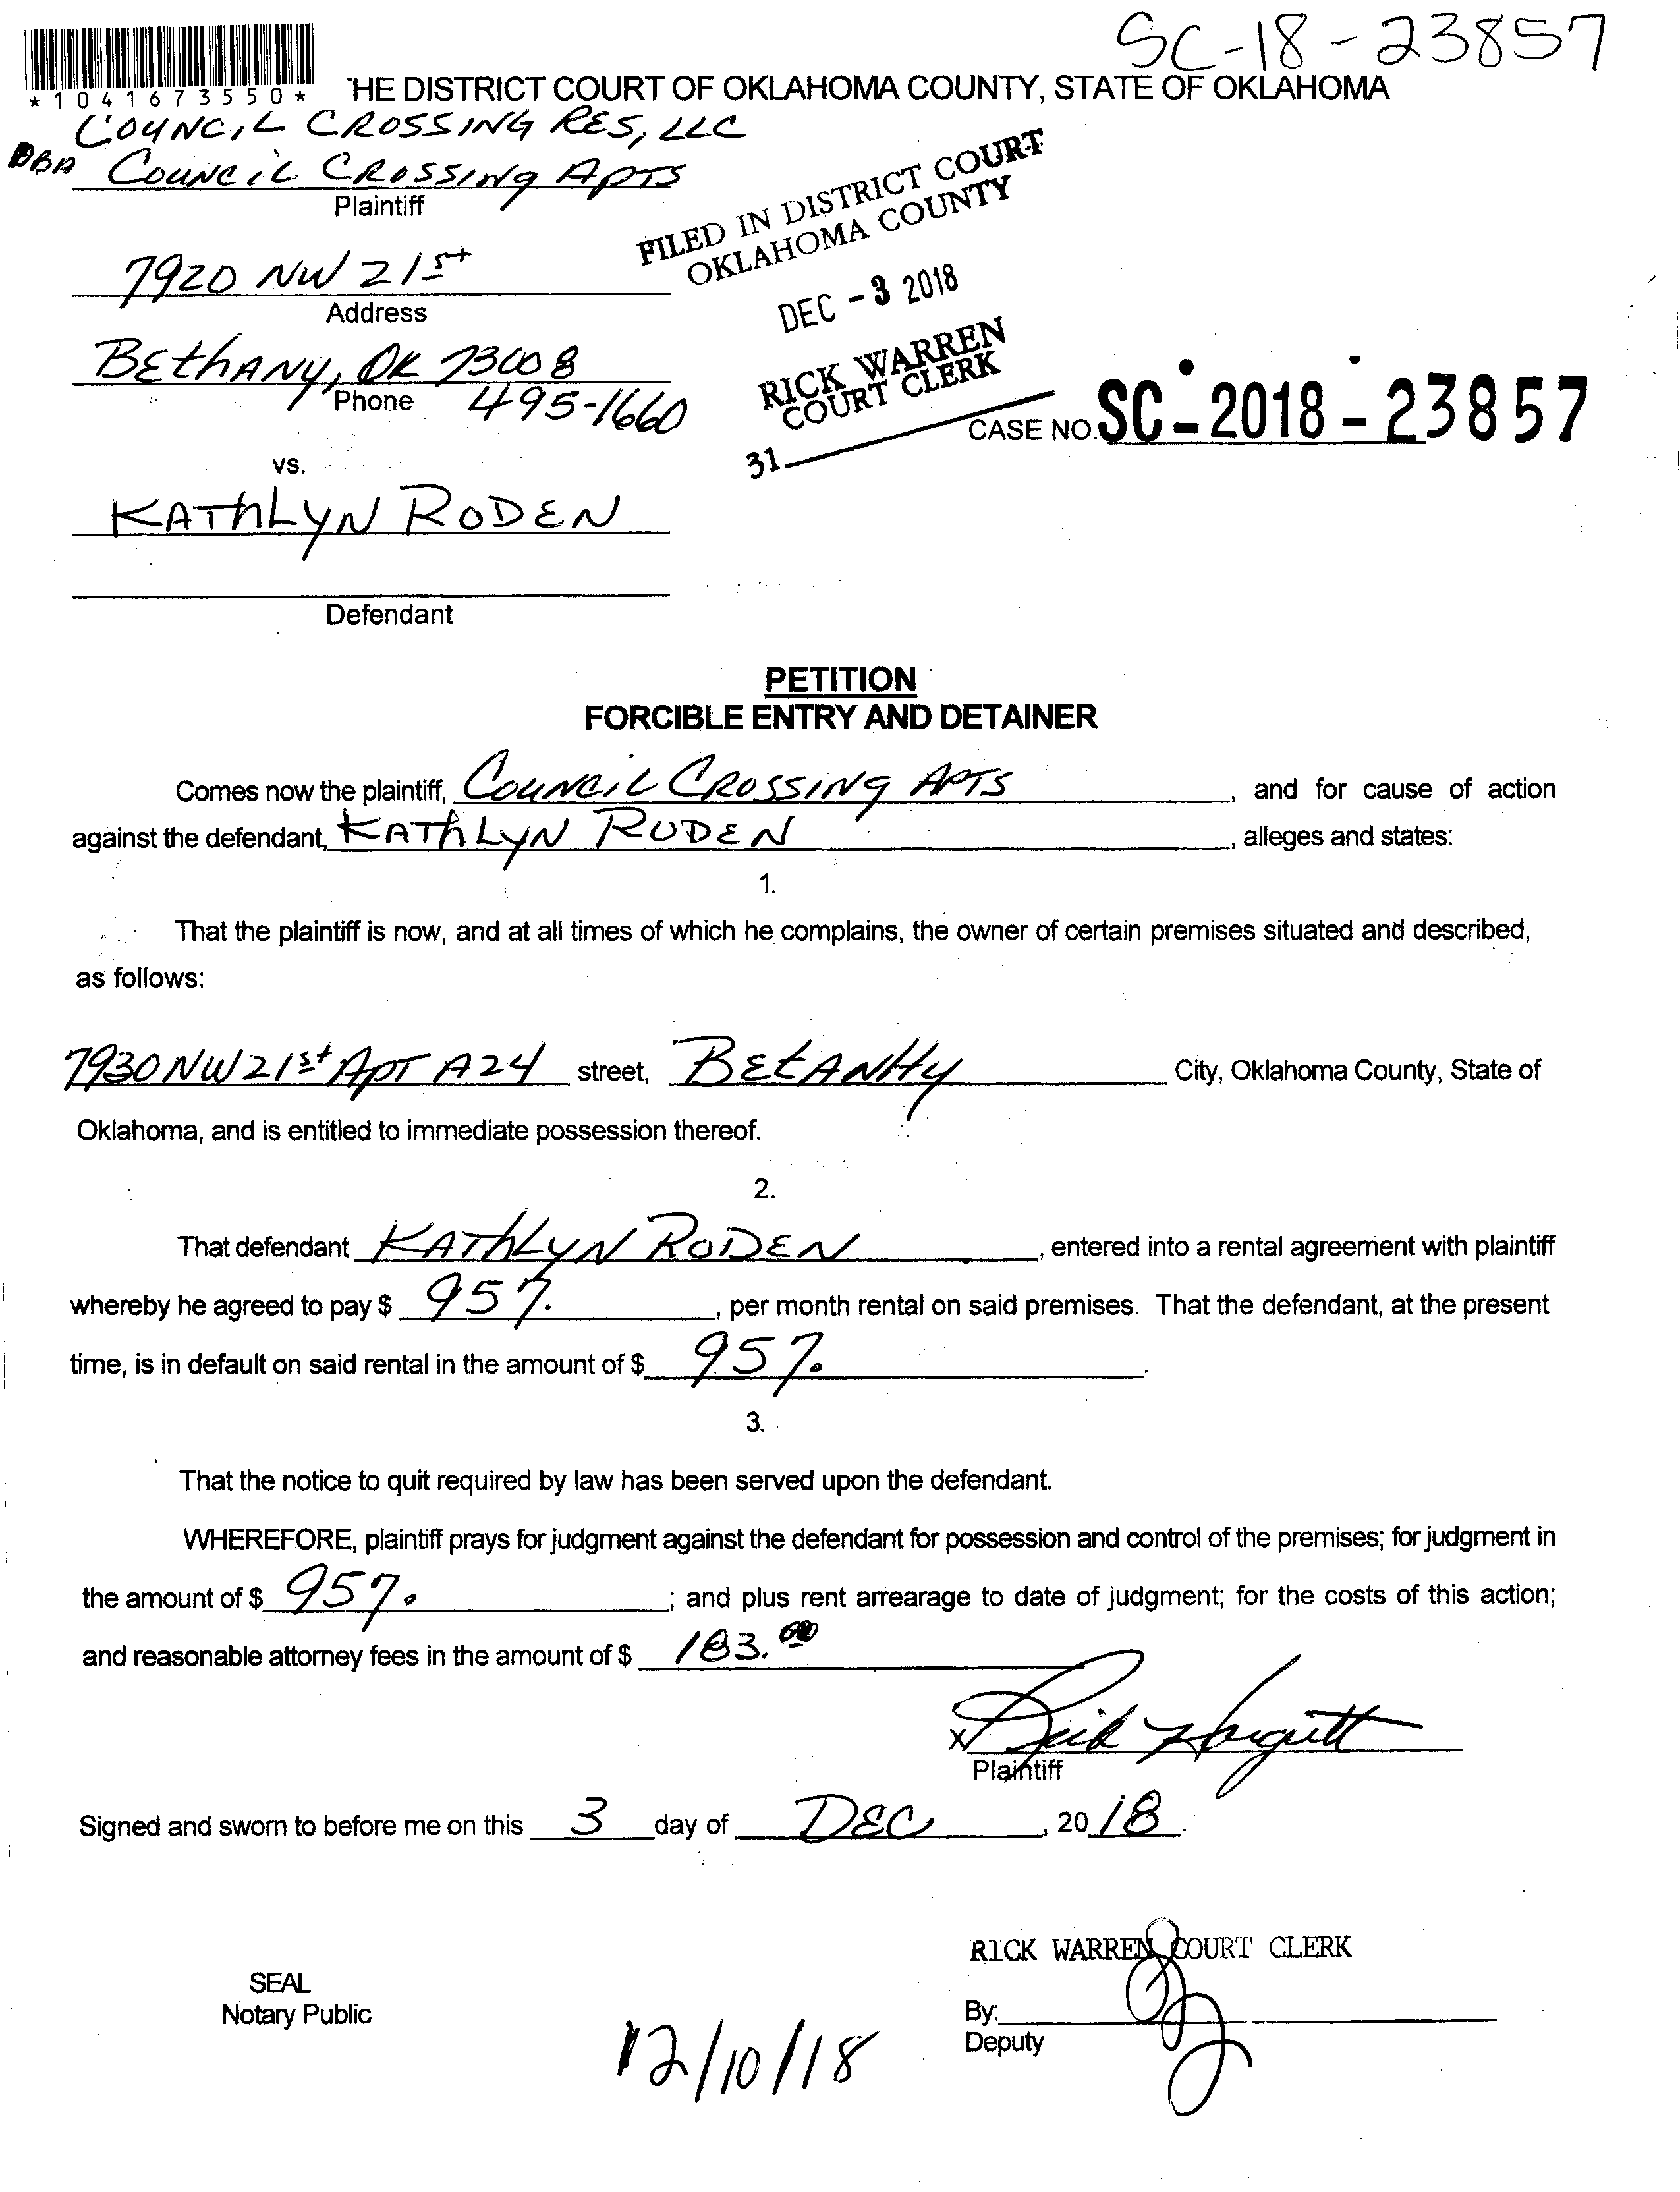 SC-18-23857
*1041673550*
'HE DISTRICT COURT OF OKLAHOMA COUNTY, STATE OF OKLAHOMA
COUNCIL CROSSING RES, LLC
DBA COUNCIL CROSSING APTS
Plaintiff
FILED IN DISTRICT COURT
OKLAHOMA COUNTY
7920 NW 21st
Address
DEC - 3 2018
BEthANY, OK 73008
Phone 495-1660
RICK WARREN
COURT CLERK
31
CASE NO. SC-2018-23857
vs.
KAThLYN RODEN
Defendant
PETITION
FORCIBLE ENTRY AND DETAINER
Comes now the plaintiff, COUNCIL CROSSING APTS, and for cause of action
against the defendant, KAThLYN RODEN, alleges and states:
1.
That the plaintiff is now, and at all times of which he complains, the owner of certain premises situated and described,
as follows:
7930 NW 21st APT A24 street, BEtANHy City, Oklahoma County, State of
Oklahoma, and is entitled to immediate possession thereof.
2.
That defendant KAThLYN RODEN, entered into a rental agreement with plaintiff
whereby he agreed to pay $ 957., per month rental on said premises. That the defendant, at the present
time, is in default on said rental in the amount of $ 957..
3.
That the notice to quit required by law has been served upon the defendant.
WHEREFORE, plaintiff prays for judgment against the defendant for possession and control of the premises; for judgment in
the amount of $ 957. ; and plus rent arrearage to date of judgment; for the costs of this action;
and reasonable attorney fees in the amount of $ 183.00
X
Plaintiff
Signed and sworn to before me on this 3 day of DEC, 2018.
RICK WARREN COURT CLERK
SEAL
Notary Public
By:
Deputy
12/10/18